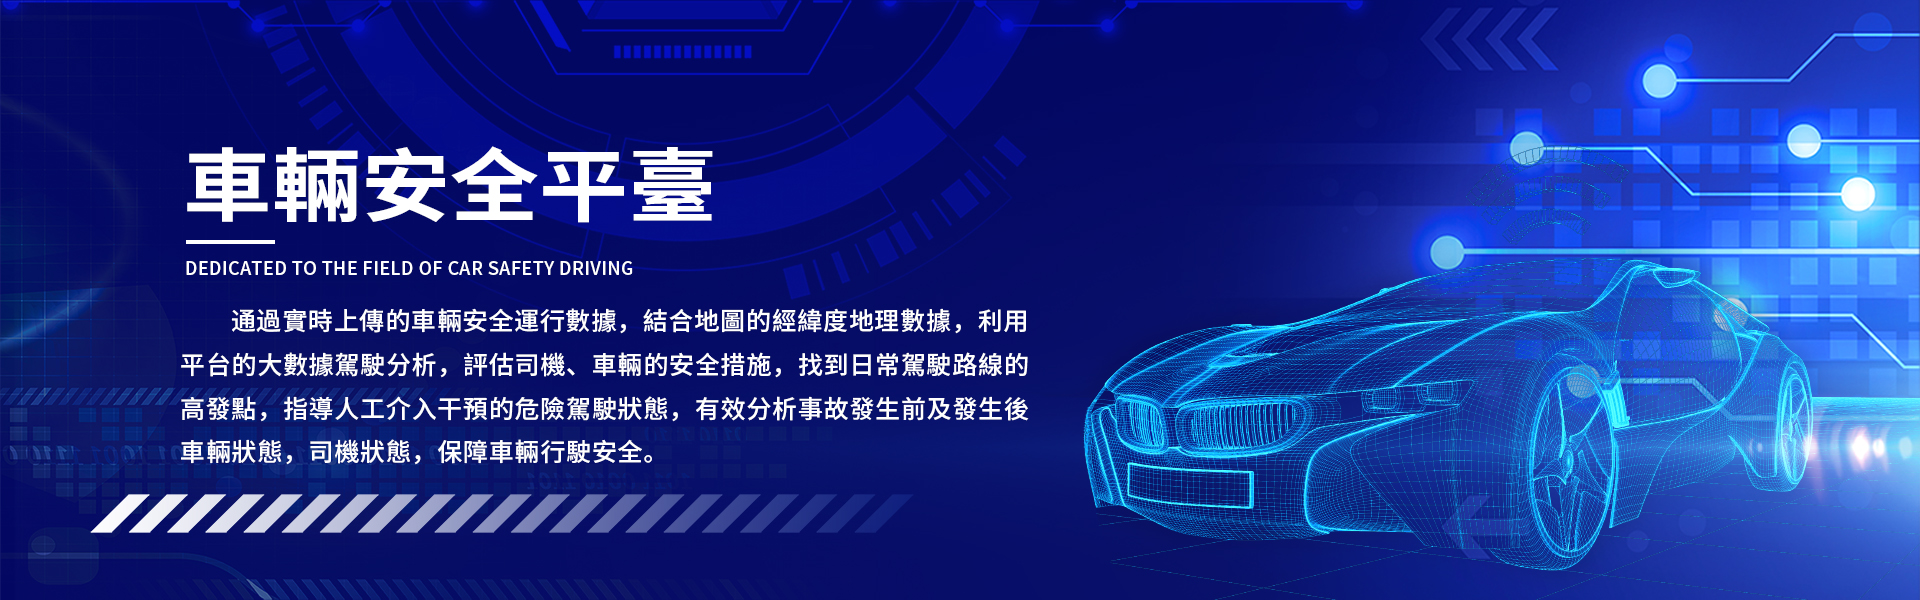 車輛安全平臺
DEDICATED TO THE FIELD OF CAR SAFETY DRIVING
通過實時上傳的車輛安全運行數據，結合地圖的經緯度地理數據，利用
平台的大數據駕駛分析，評估司機、車輛的安全措施，找到日常駕駛路線的
高發點，指導人工介入干預的危險駕駛狀態，有效分析事故發生前及發生後
車輛狀態，司機狀態，保障車輛行駛安全。